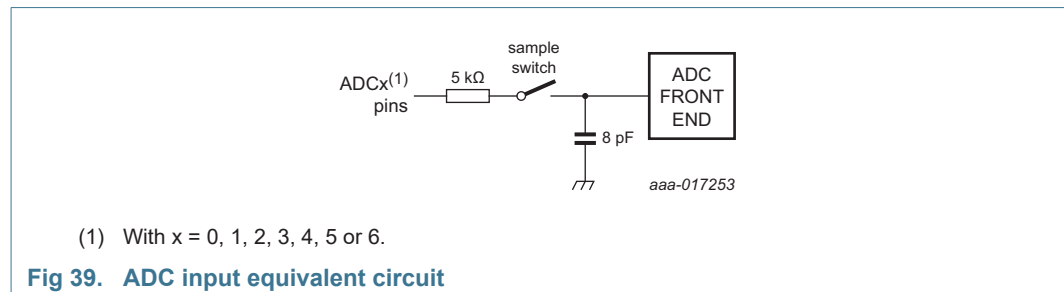 sample
switch
ADCx(1)
pins
5 kΩ
ADC
FRONT
END
8 pF
aaa-017253
(1) With x = 0, 1, 2, 3, 4, 5 or 6.
Fig 39. ADC input equivalent circuit